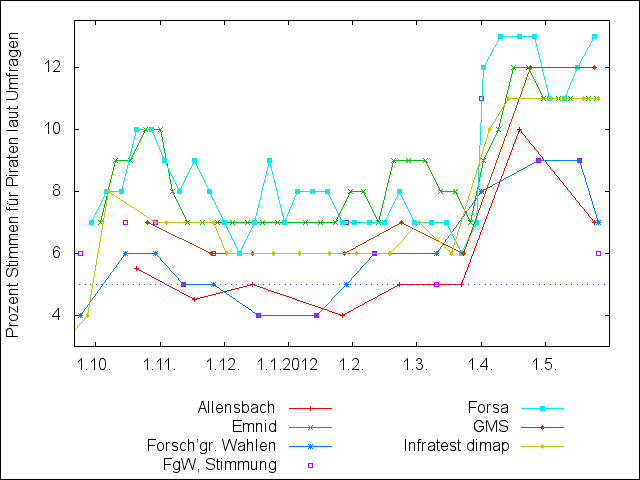 Prozent Stimmen für Piraten laut Umfragen
12
10
8
6
4
1.10. 1.11. 1.12. 1.1.2012 1.2. 1.3. 1.4. 1.5.
Allensbach Forsa
Emnid GMS
Forsch'gr. Wahlen Infratest dimap
FgW, Stimmung